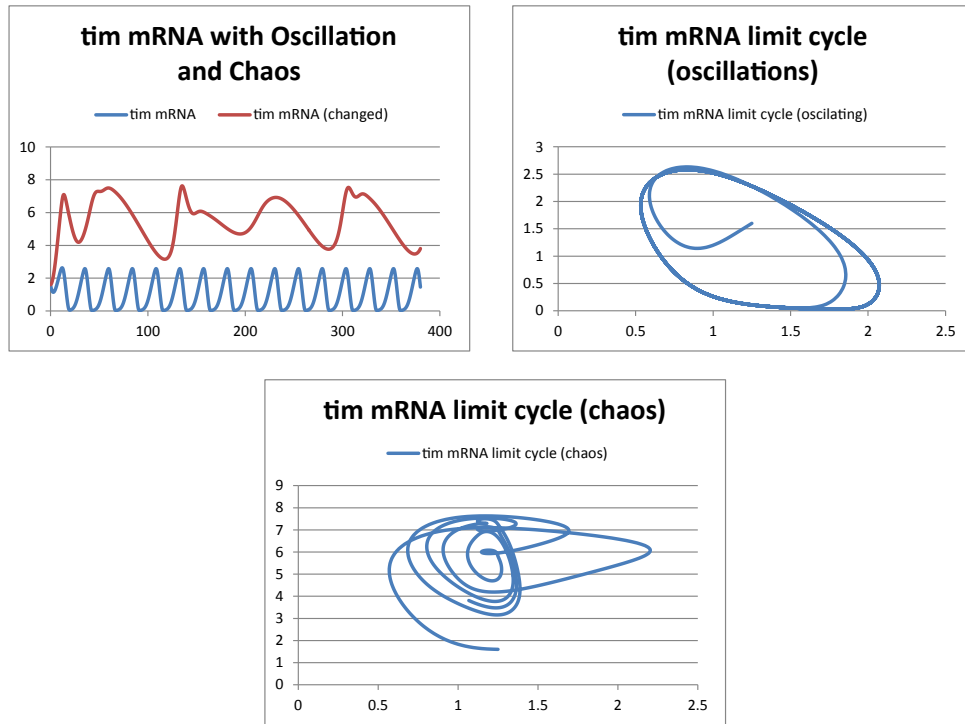 tim mRNA with Oscillation
and Chaos
tim mRNA tim mRNA (changed)
10
8
6
4
2
0
0 100 200 300 400
tim mRNA limit cycle
(oscillations)
tim mRNA limit cycle (oscilating)
3
2.5
2
1.5
1
0.5
0
0 0.5 1 1.5 2 2.5
tim mRNA limit cycle (chaos)
tim mRNA limit cycle (chaos)
9
8
7
6
5
4
3
2
1
0
0 0.5 1 1.5 2 2.5